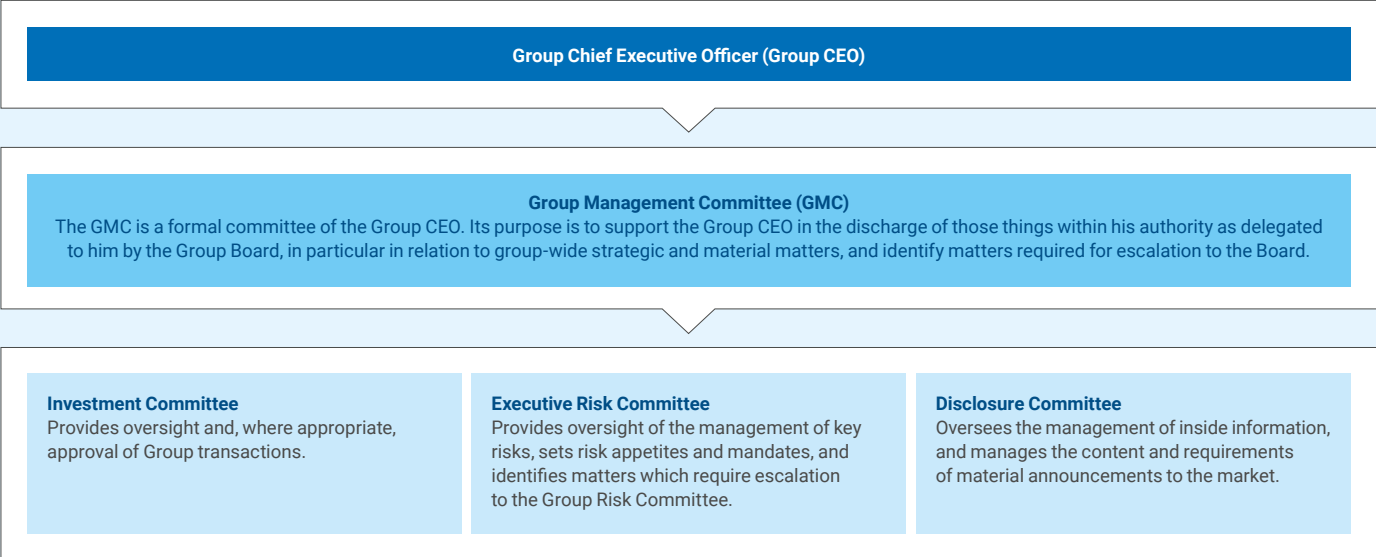 Group Chief Executive Officer (Group CEO)
Group Management Committee (GMC)
The GMC is a formal committee of the Group CEO. Its purpose is to support the Group CEO in the discharge of those things within his authority as delegated
to him by the Group Board, in particular in relation to group-wide strategic and material matters, and identify matters required for escalation to the Board.
Investment Committee
Provides oversight and, where appropriate,
approval of Group transactions.
Executive Risk Committee
Provides oversight of the management of key
risks, sets risk appetites and mandates, and
identifies matters which require escalation
to the Group Risk Committee.
Disclosure Committee
Oversees the management of inside information,
and manages the content and requirements
of material announcements to the market.